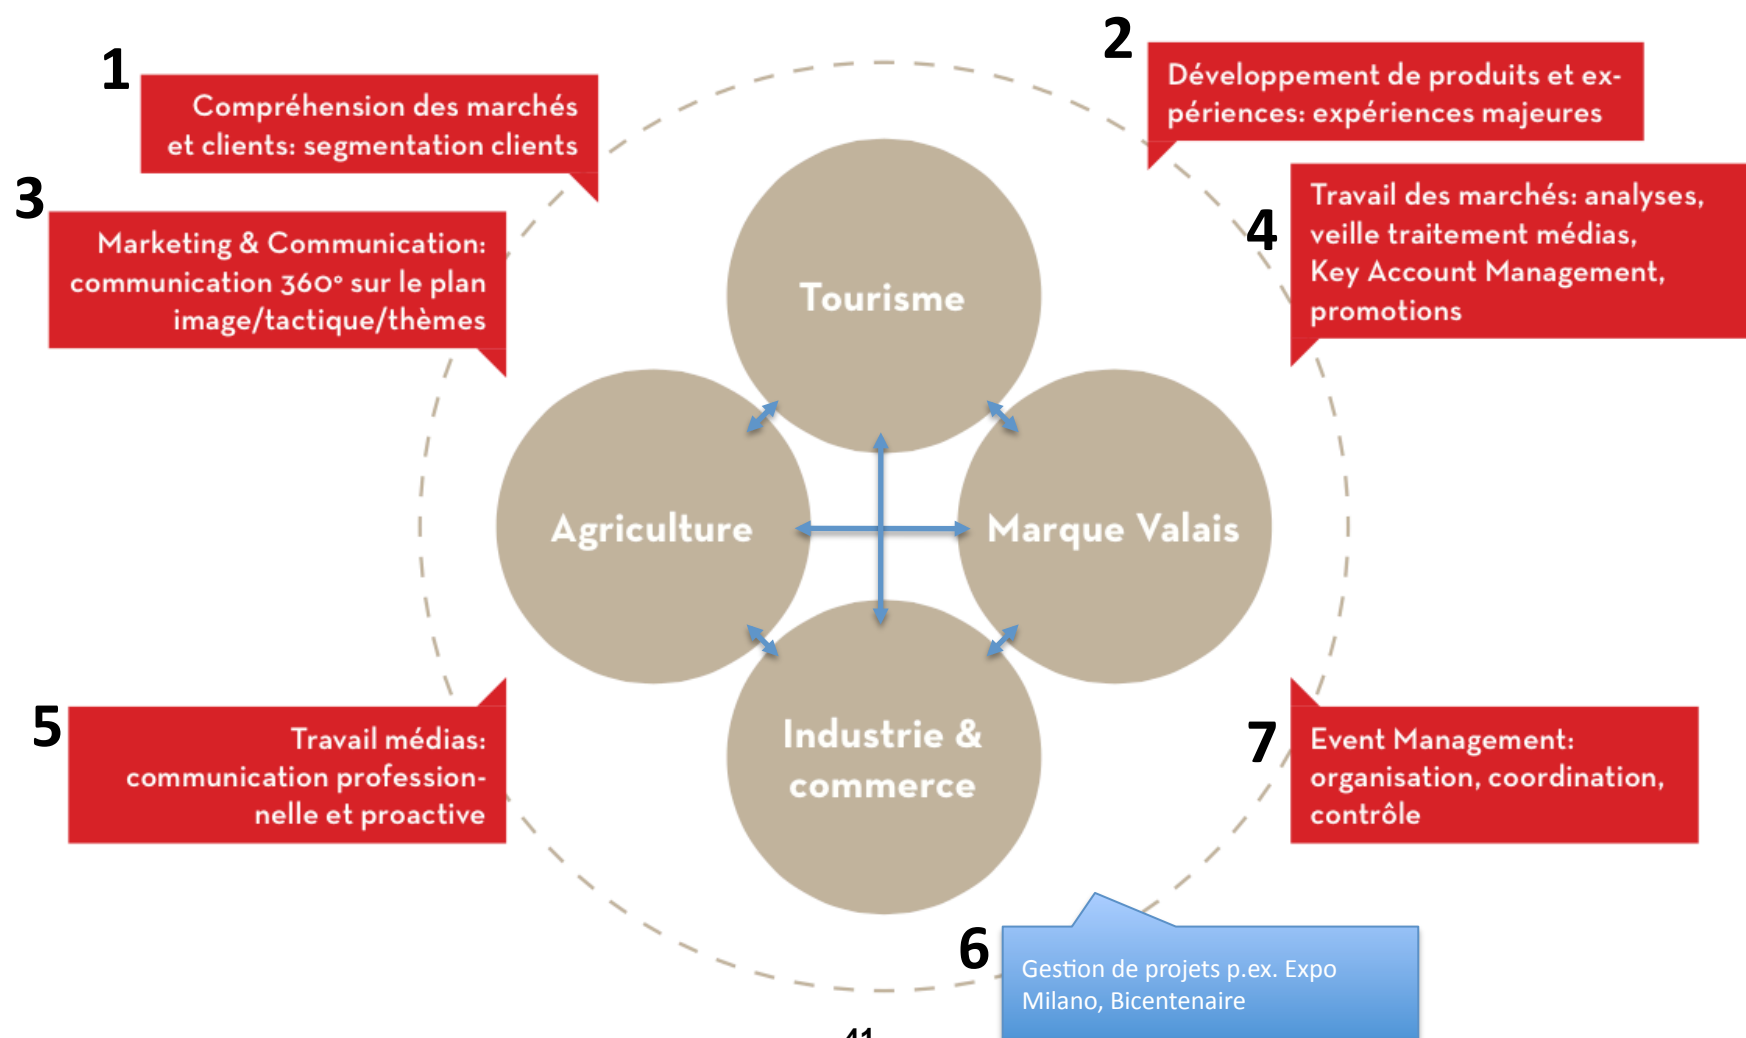 1
Compréhension des marchés
et clients: segmentation clients
2
Développement de produits et ex-
périences: expériences majeures
3
Marketing & Communication:
communication 360° sur le plan
image/tactique/thèmes
4
Travail des marchés: analyses,
veille traitement médias,
Key Account Management,
promotions
Tourisme
Agriculture
Marque Valais
Industrie &
commerce
5
Travail médias:
communication profession-
nelle et proactive
7
Event Management:
organisation, coordination,
contrôle
6
Gestion de projets p.ex. Expo
Milano, Bicentenaire
41